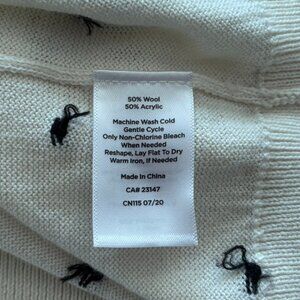 50% Wool
50% Acrylic
Machine Wash Cold
Gentle Cycle
Only Non-Chlorine Bleach
When Needed
Reshape, Lay Flat To Dry
Warm Iron, If Needed
Made In China
CA# 23147
CN115 07/20